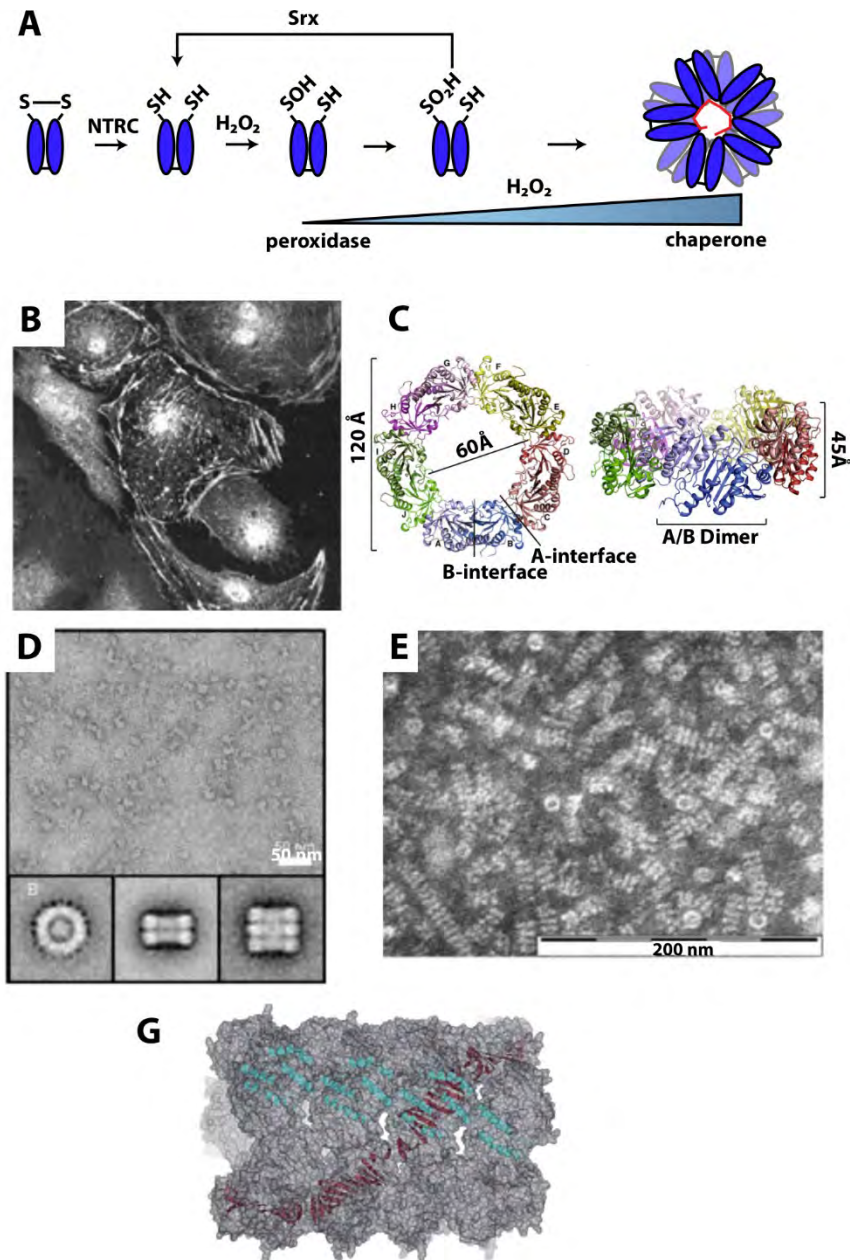 A
Srx
S—S
SH
SH
SOH
SH
SO₂H
SH
NTRC
H₂O₂
H₂O₂
peroxidase
chaperone
B
C
120 Å
60Å
G
F
H
E
I
D
J
C
A
B
A-interface
B-interface
45Å
A/B Dimer
D
50 nm
E
200 nm
G